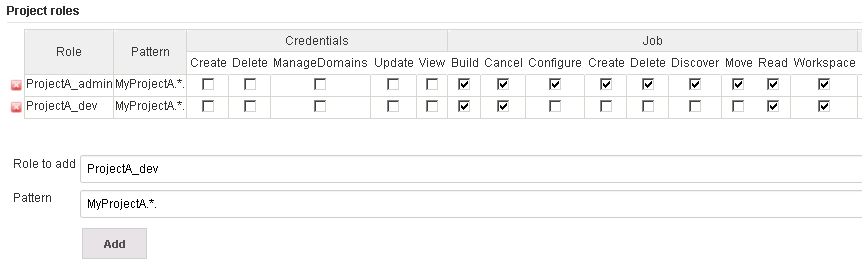 Project roles
Role Pattern Credentials Job
Create Delete ManageDomains Update View Build Cancel Configure Create Delete Discover Move Read Workspace
ProjectA_admin MyProjectA.*.
ProjectA_dev MyProjectA.*.
Role to add ProjectA_dev
Pattern MyProjectA.*.
Add